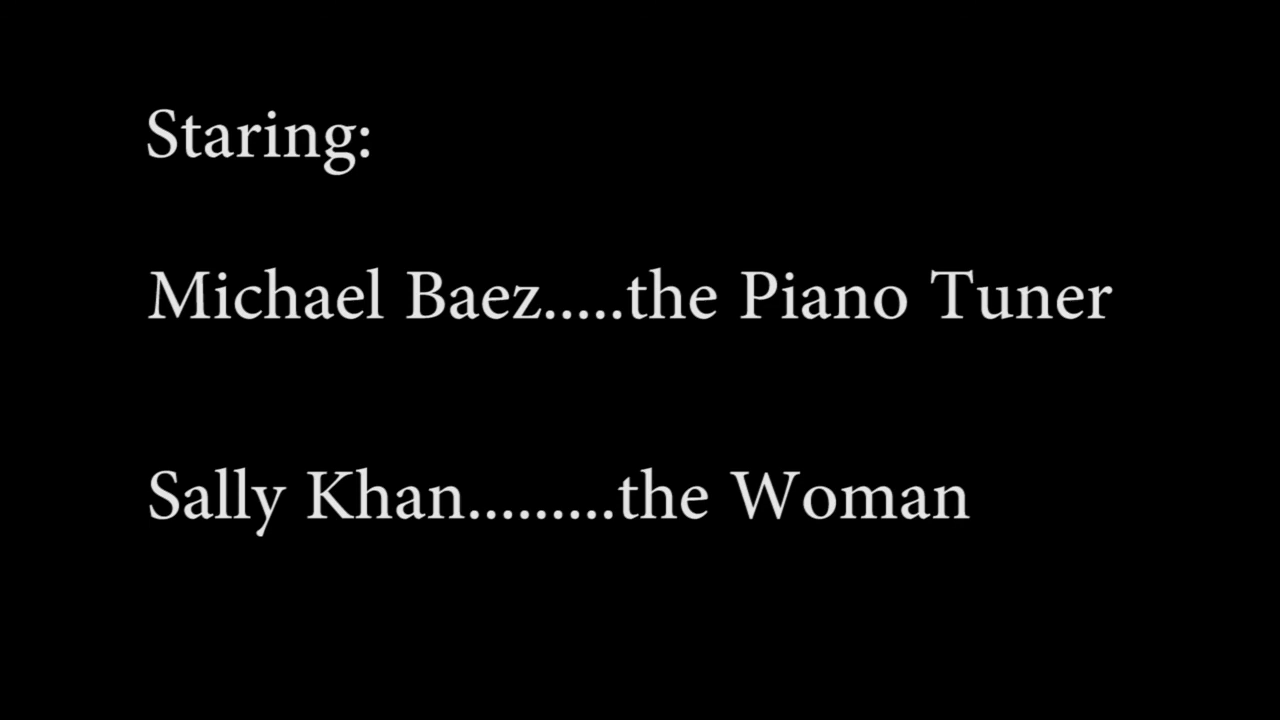 Staring:
Michael Baez.....the Piano Tuner
Sally Khan.........the Woman